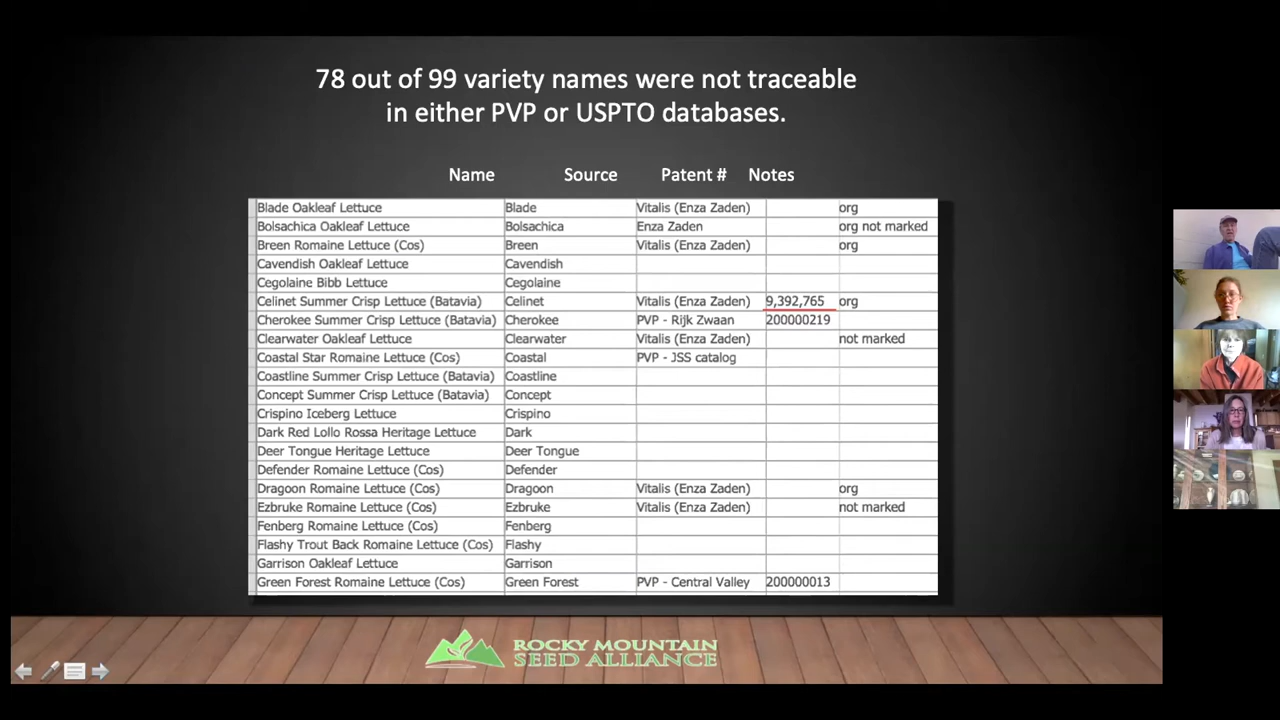 78 out of 99 variety names were not traceable
in either PVP or USPTO databases.
Name Source Patent # Notes
Blade Oakleaf Lettuce Blade Vitalis (Enza Zaden) org
Bolsachica Oakleaf Lettuce Bolsachica Enza Zaden org not marked
Breen Romaine Lettuce (Cos) Breen Vitalis (Enza Zaden) org
Cavendish Oakleaf Lettuce Cavendish
Cegolaine Bibb Lettuce Cegolaine
Celinet Summer Crisp Lettuce (Batavia) Celinet Vitalis (Enza Zaden) 9,392,765 org
Cherokee Summer Crisp Lettuce (Batavia) Cherokee PVP - Rijk Zwaan 200000219
Clearwater Oakleaf Lettuce Clearwater Vitalis (Enza Zaden) not marked
Coastal Star Romaine Lettuce (Cos) Coastal PVP - JSS catalog
Coastline Summer Crisp Lettuce (Batavia) Coastline
Concept Summer Crisp Lettuce (Batavia) Concept
Crispino Iceberg Lettuce Crispino
Dark Red Lollo Rossa Heritage Lettuce Dark
Deer Tongue Heritage Lettuce Deer Tongue
Defender Romaine Lettuce (Cos) Defender
Dragoon Romaine Lettuce (Cos) Dragoon Vitalis (Enza Zaden) org
Ezbruke Romaine Lettuce (Cos) Ezbruke Vitalis (Enza Zaden) not marked
Fenberg Romaine Lettuce (Cos) Fenberg
Flashy Trout Back Romaine Lettuce (Cos) Flashy
Garrison Oakleaf Lettuce Garrison
Green Forest Romaine Lettuce (Cos) Green Forest PVP - Central Valley 200000013
ROCKY MOUNTAIN
SEED ALLIANCE